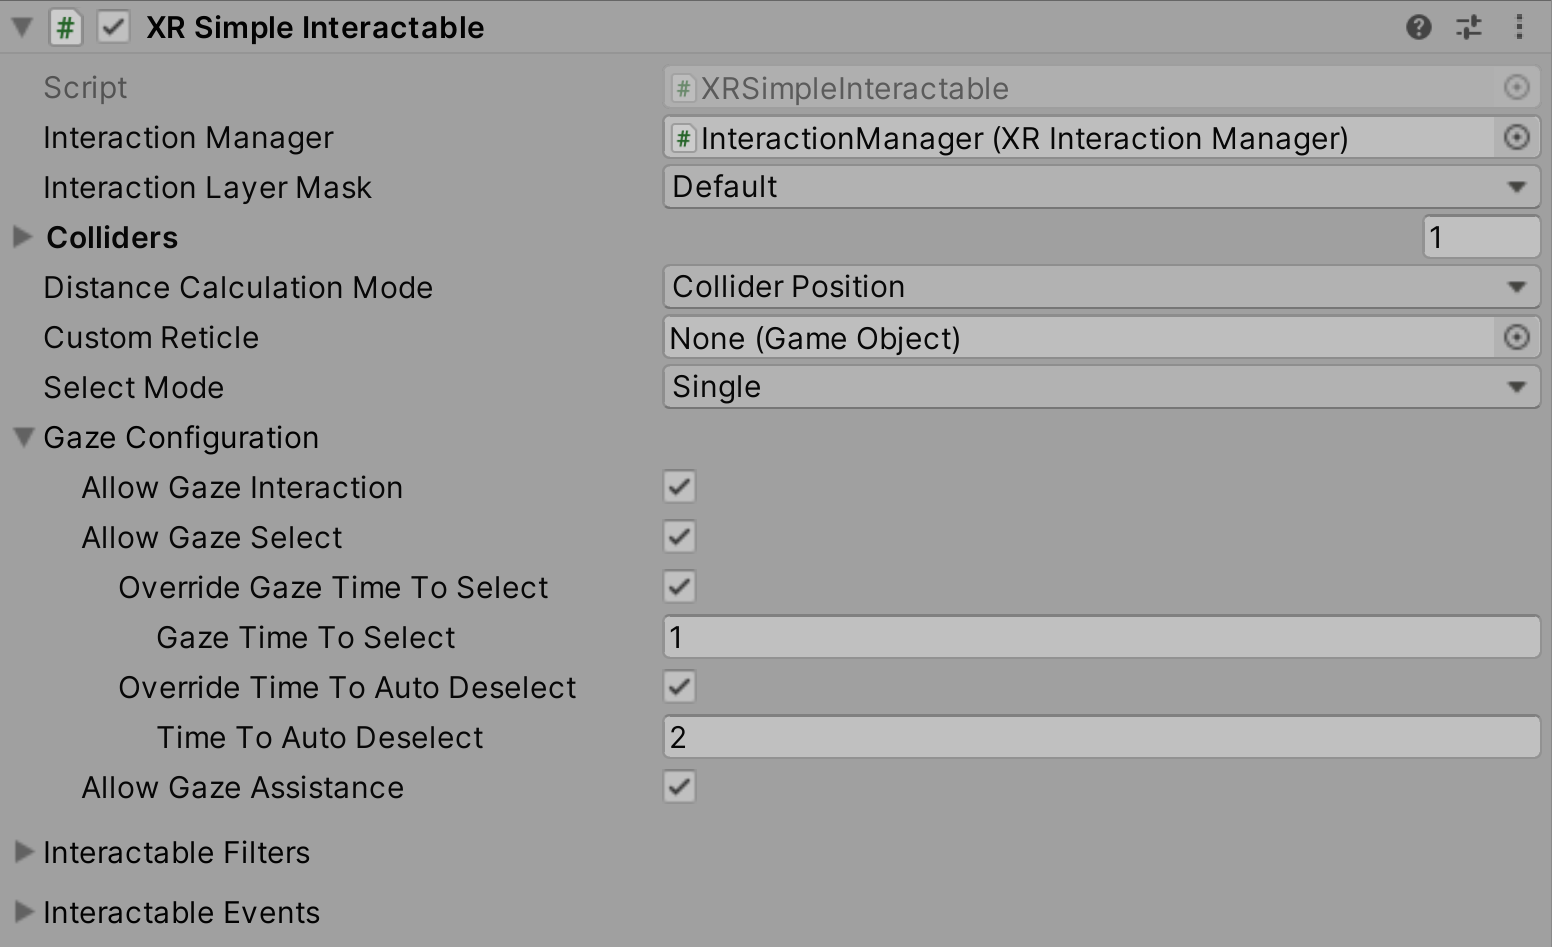 # XR Simple Interactable
Script # XRSimpleInteractable
Interaction Manager # InteractionManager (XR Interaction Manager)
Interaction Layer Mask Default
Colliders 1
Distance Calculation Mode Collider Position
Custom Reticle None (Game Object)
Select Mode Single
Gaze Configuration
Allow Gaze Interaction
Allow Gaze Select
Override Gaze Time To Select
Gaze Time To Select 1
Override Time To Auto Deselect
Time To Auto Deselect 2
Allow Gaze Assistance
Interactable Filters
Interactable Events